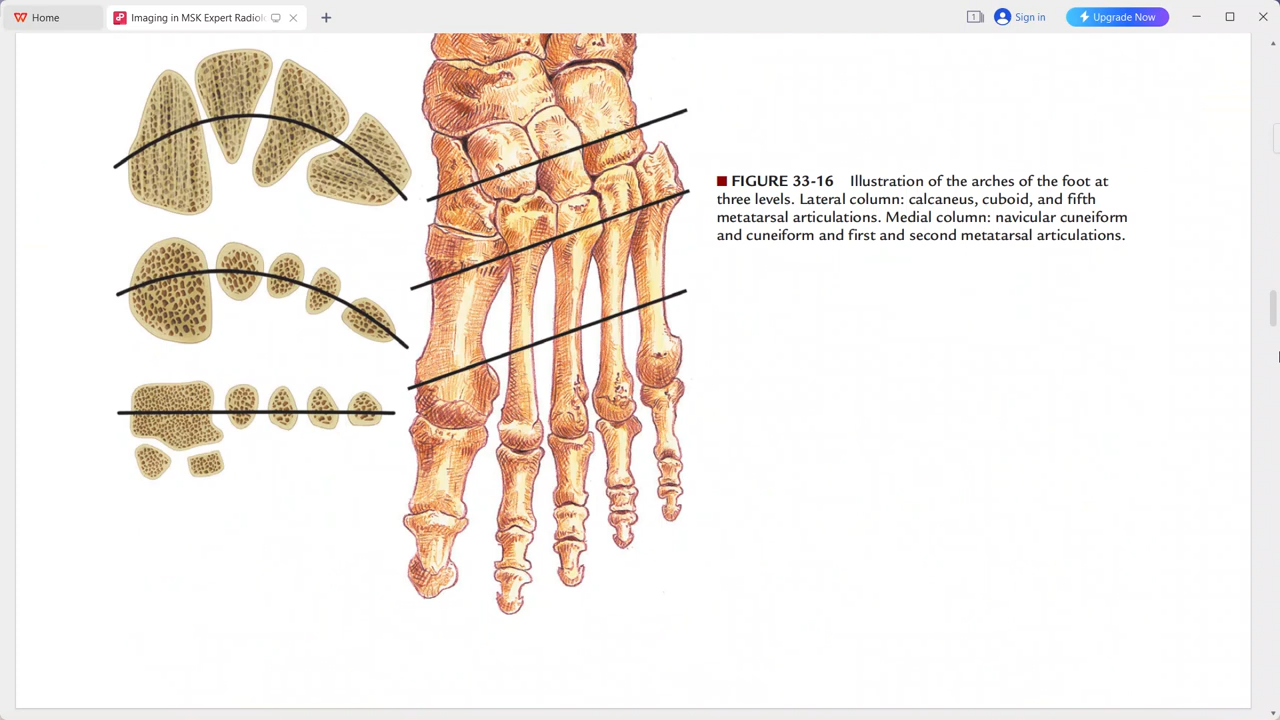 Home
Imaging in MSK Expert Radiol
1
Sign in
Upgrade Now
FIGURE 33-16 Illustration of the arches of the foot at
three levels. Lateral column: calcaneus, cuboid, and fifth
metatarsal articulations. Medial column: navicular cuneiform
and cuneiform and first and second metatarsal articulations.